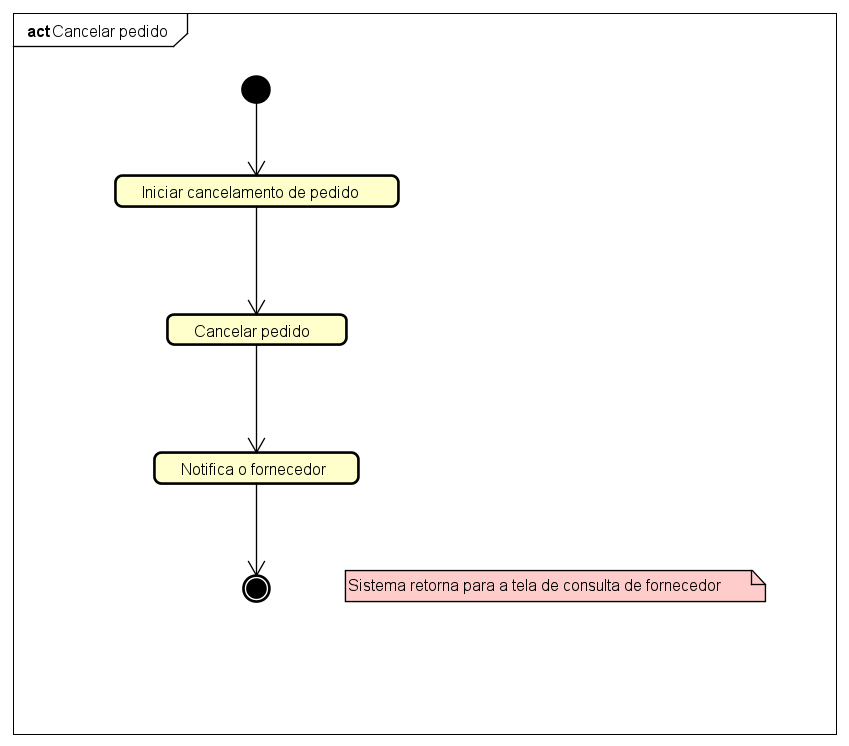 act Cancelar pedido
Iniciar cancelamento de pedido
Cancelar pedido
Notifica o fornecedor
Sistema retorna para a tela de consulta de fornecedor